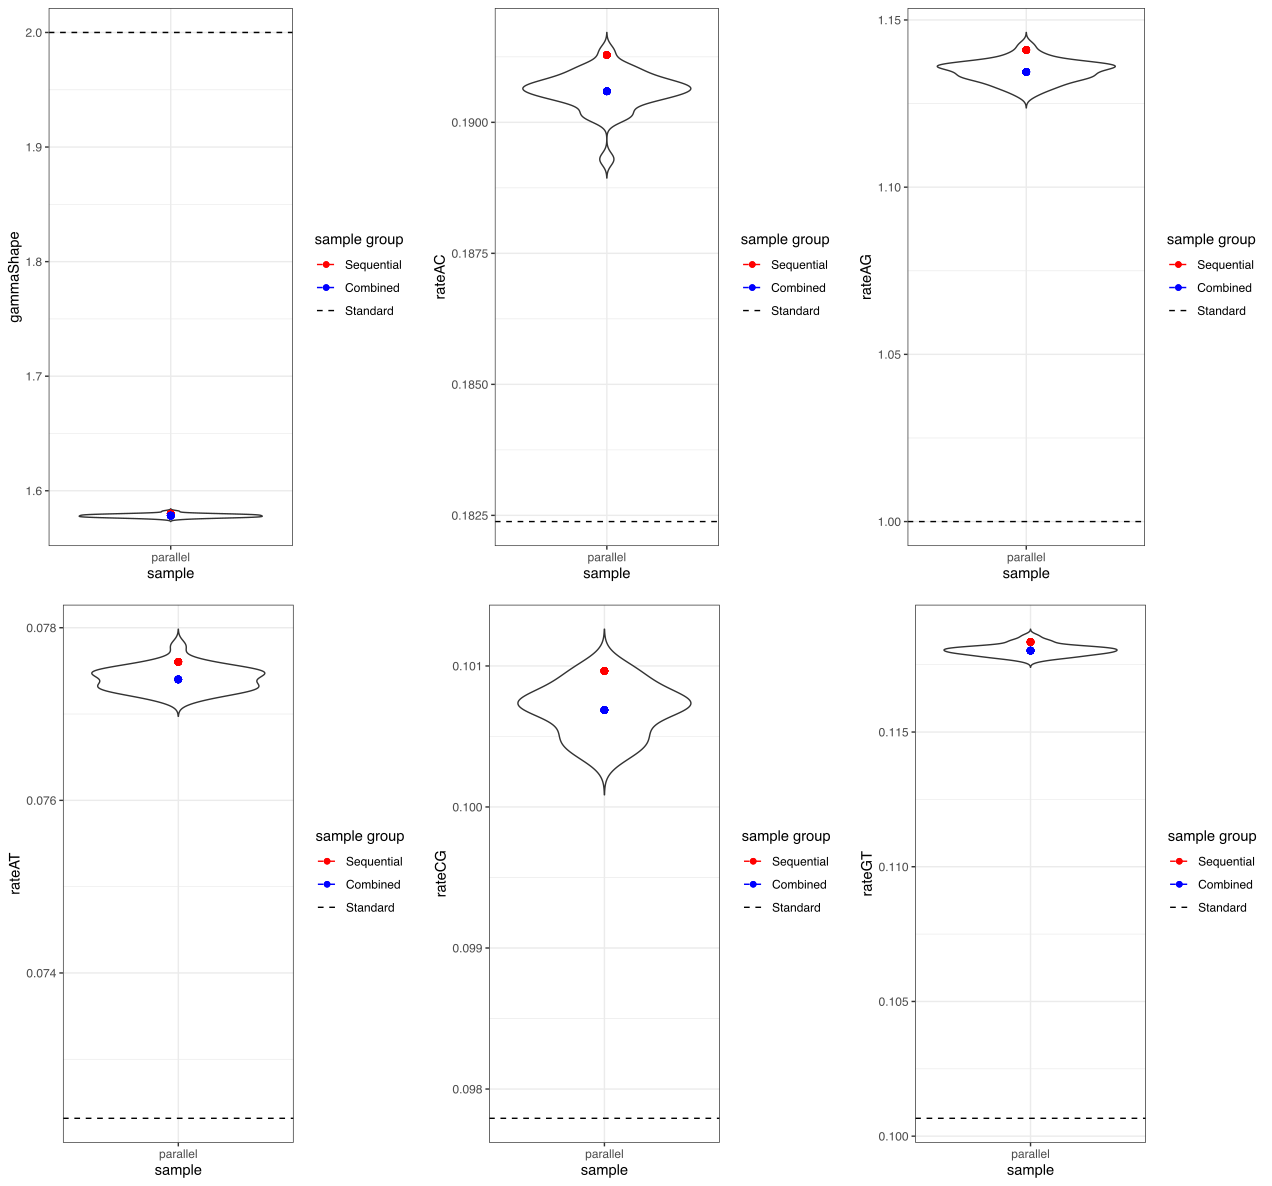 gammaShape
2.0
1.9
1.8
1.7
1.6
parallel
sample
sample group
Sequential
Combined
Standard
rateAC
0.1900
0.1875
0.1850
0.1825
parallel
sample
sample group
Sequential
Combined
Standard
rateAG
1.15
1.10
1.05
1.00
parallel
sample
sample group
Sequential
Combined
Standard
rateAT
0.078
0.076
0.074
parallel
sample
sample group
Sequential
Combined
Standard
rateCG
0.101
0.100
0.099
0.098
parallel
sample
sample group
Sequential
Combined
Standard
rateGT
0.115
0.110
0.105
0.100
parallel
sample
sample group
Sequential
Combined
Standard